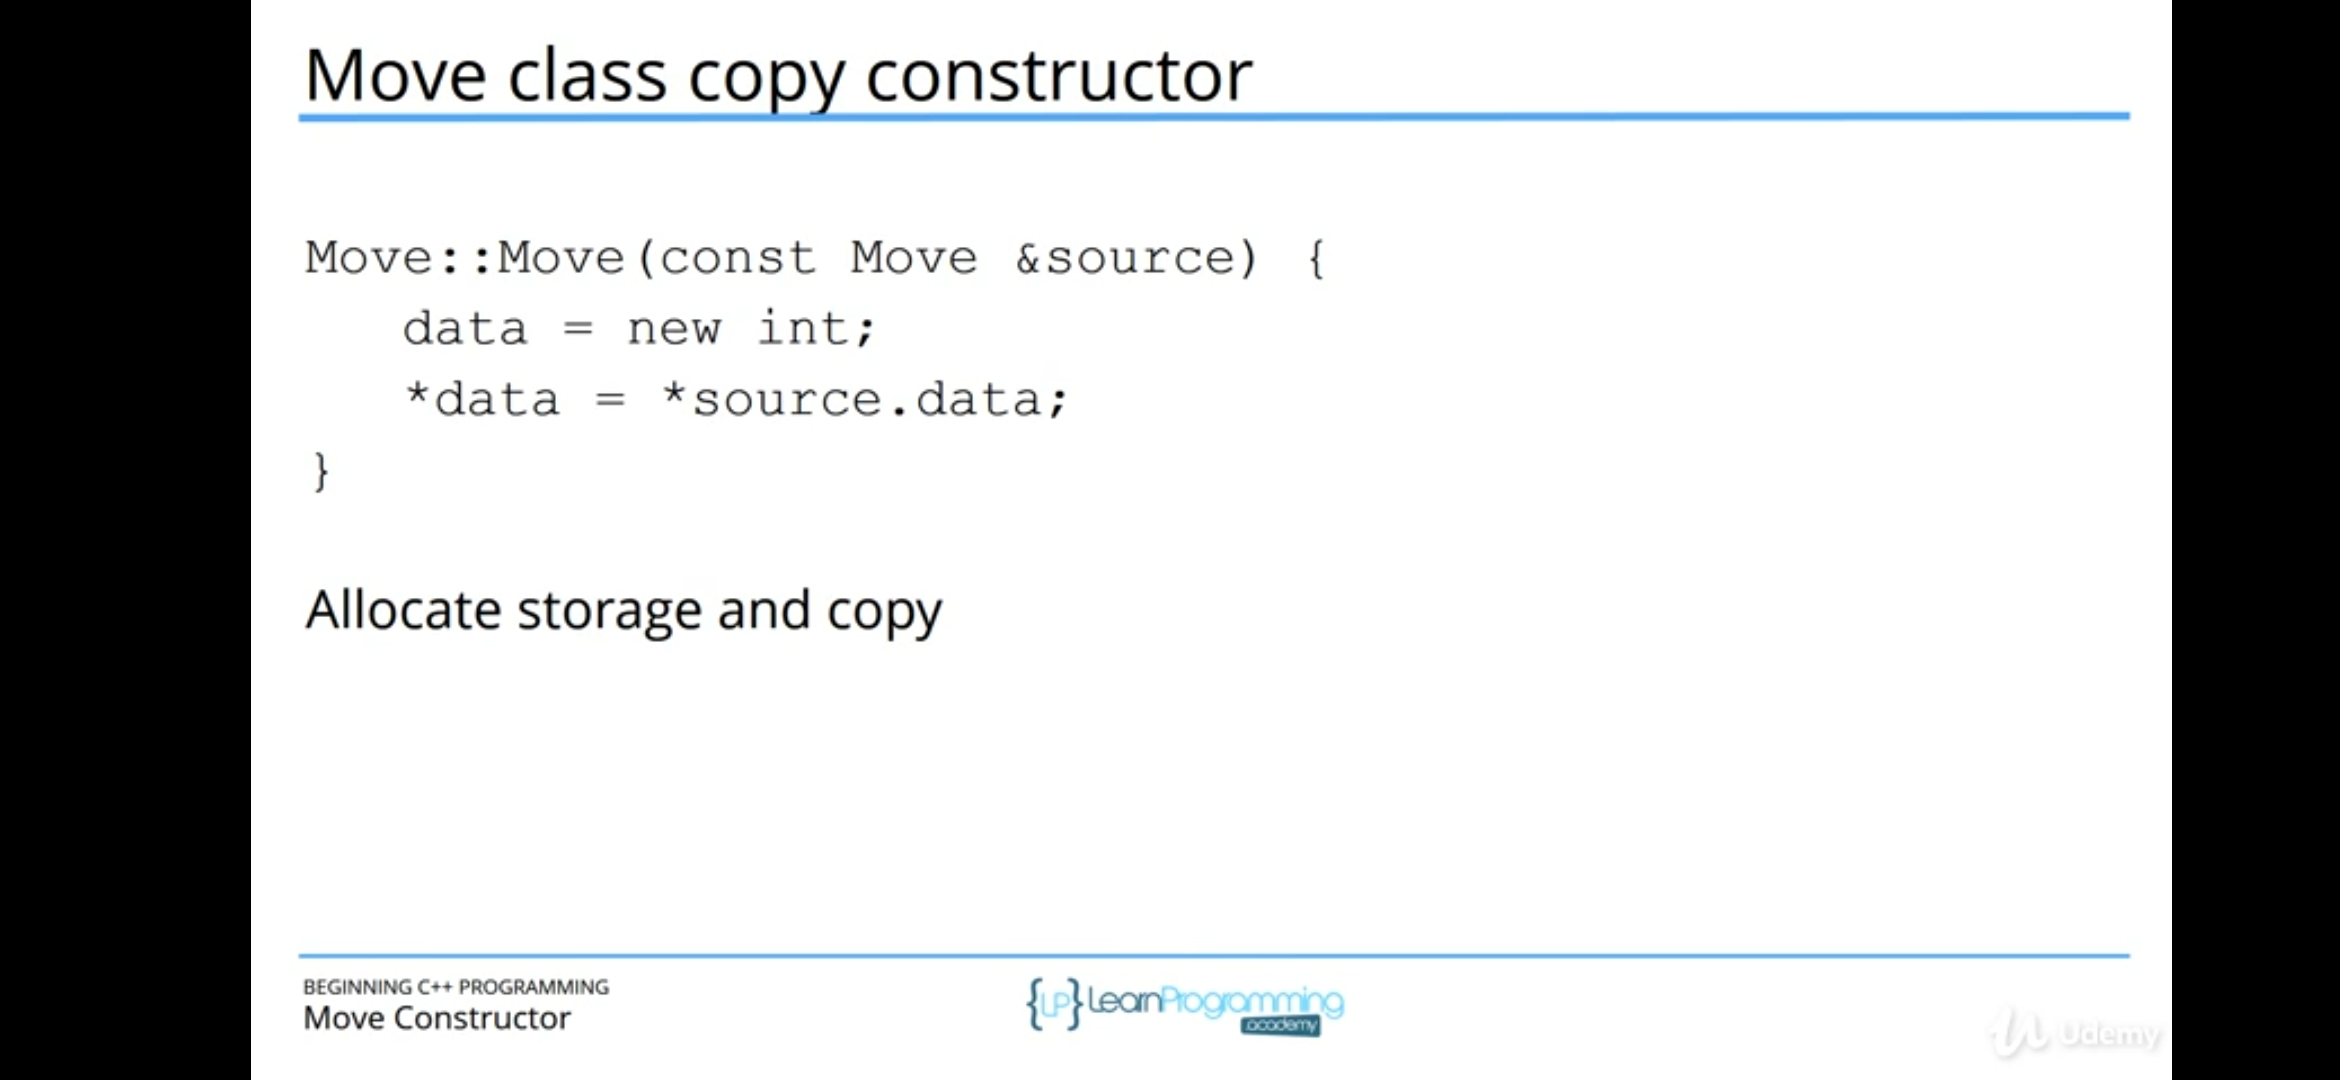 Move class copy constructor
Move::Move(const Move &source) {
data = new int;
*data = *source.data;
}
Allocate storage and copy
BEGINNING C++ PROGRAMMING
Move Constructor
{LP} LearnProgramming
academy
Udemy